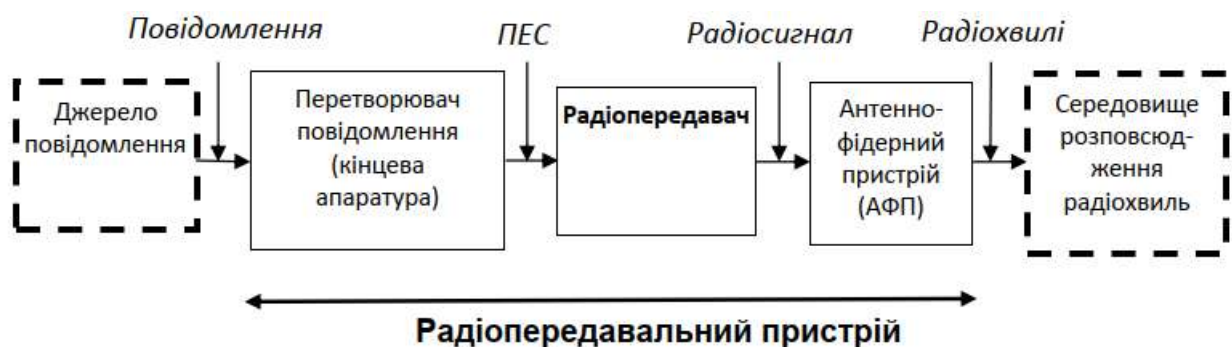 Повідомлення
ПЕС
Радіосигнал
Радіохвилі
Джерело
повідомлення
Перетворювач
повідомлення
(кінцева
апаратура)
Радіопередавач
Антенно-
фідерний
пристрій
(АФП)
Середовище
розповсюд-
ження
радіохвиль
Радіопередавальний пристрій